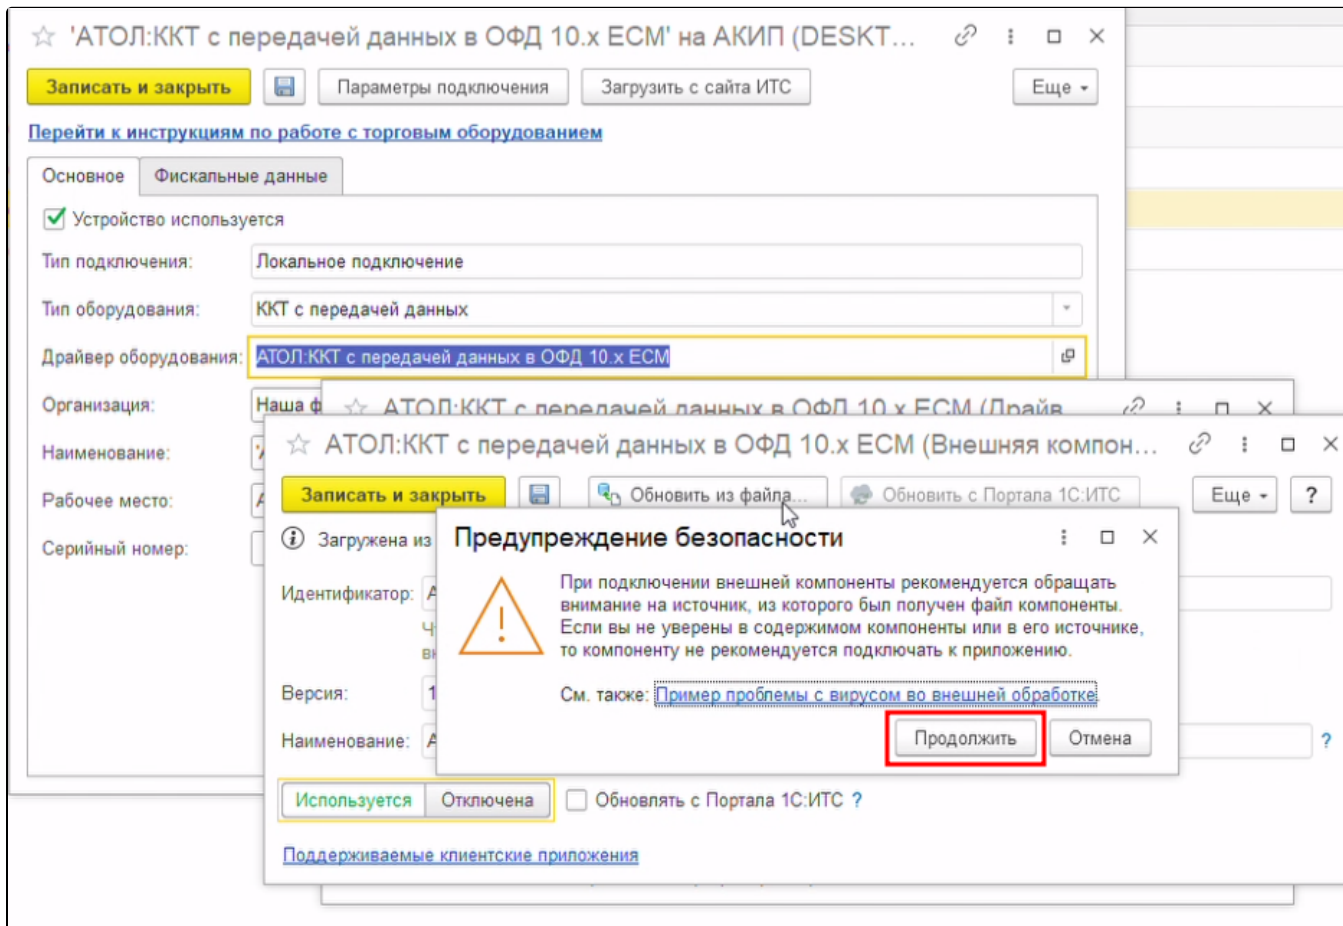 'АТОЛ:ККТ с передачей данных в ОФД 10.x ЕСМ' на АКИП (DESKT...
Записать и закрыть
Параметры подключения
Загрузить с сайта ИТС
Еще
Перейти к инструкциям по работе с торговым оборудованием
Основное
Фискальные данные
Устройство используется
Тип подключения:
Локальное подключение
Тип оборудования:
ККТ с передачей данных
Драйвер оборудования:
АТОЛ:ККТ с передачей данных в ОФД 10.x ЕСМ
Организация:
Наша ф
Наименование:
Рабочее место:
Серийный номер:
АТОЛ:ККТ с передачей данных в ОФД 10.x ЕСМ (Драйв
АТОЛ:ККТ с передачей данных в ОФД 10.x ЕСМ (Внешняя компон...
Записать и закрыть
Обновить из файла...
Обновить с Портала 1С:ИТС
Еще
?
Загружена из
Идентификатор:
Версия:
1
Наименование:
?
Предупреждение безопасности
При подключении внешней компоненты рекомендуется обращать
внимание на источник, из которого был получен файл компоненты.
Если вы не уверены в содержимом компоненты или в его источнике,
то компоненту не рекомендуется подключать к приложению.
См. также: Пример проблемы с вирусом во внешней обработке.
Продолжить
Отмена
Используется
Отключена
Обновлять с Портала 1С:ИТС ?
Поддерживаемые клиентские приложения